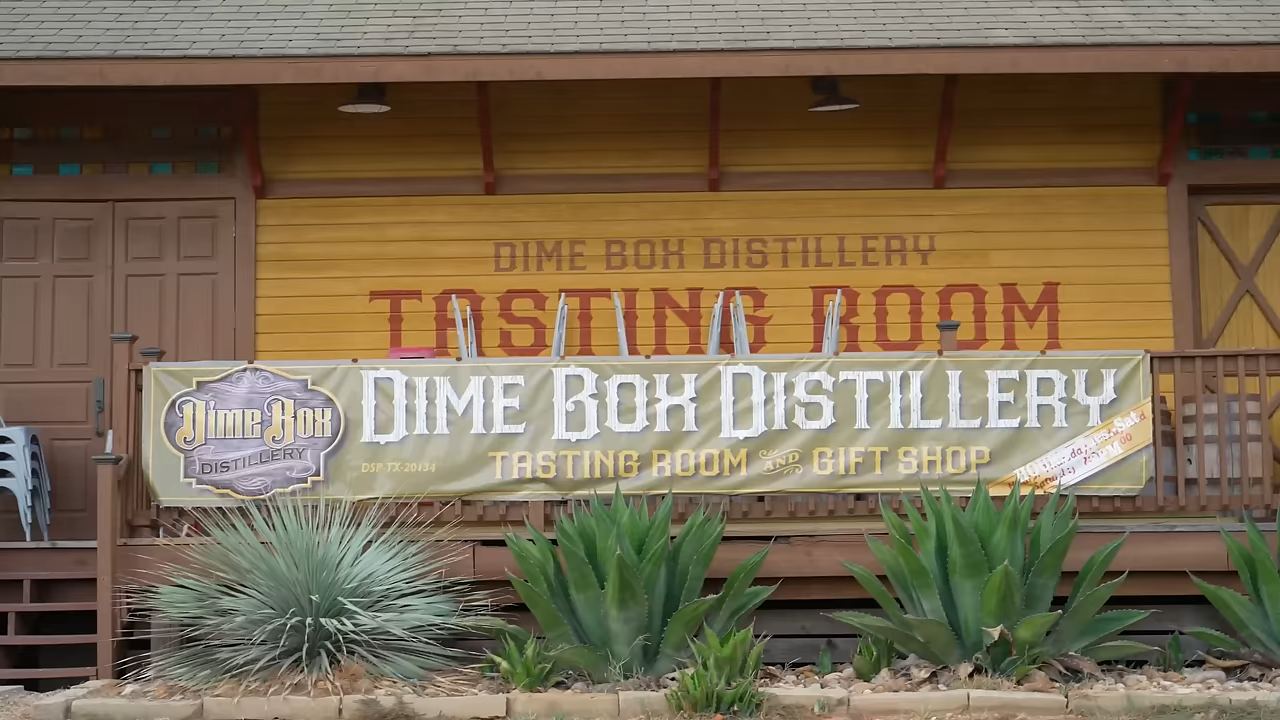 DIME BOX DISTILLERY
TASTING ROOM
Dime Box
DISTILLERY
DIME BOX DISTILLERY
DSP-TX-20134
TASTING ROOM AND GIFT SHOP